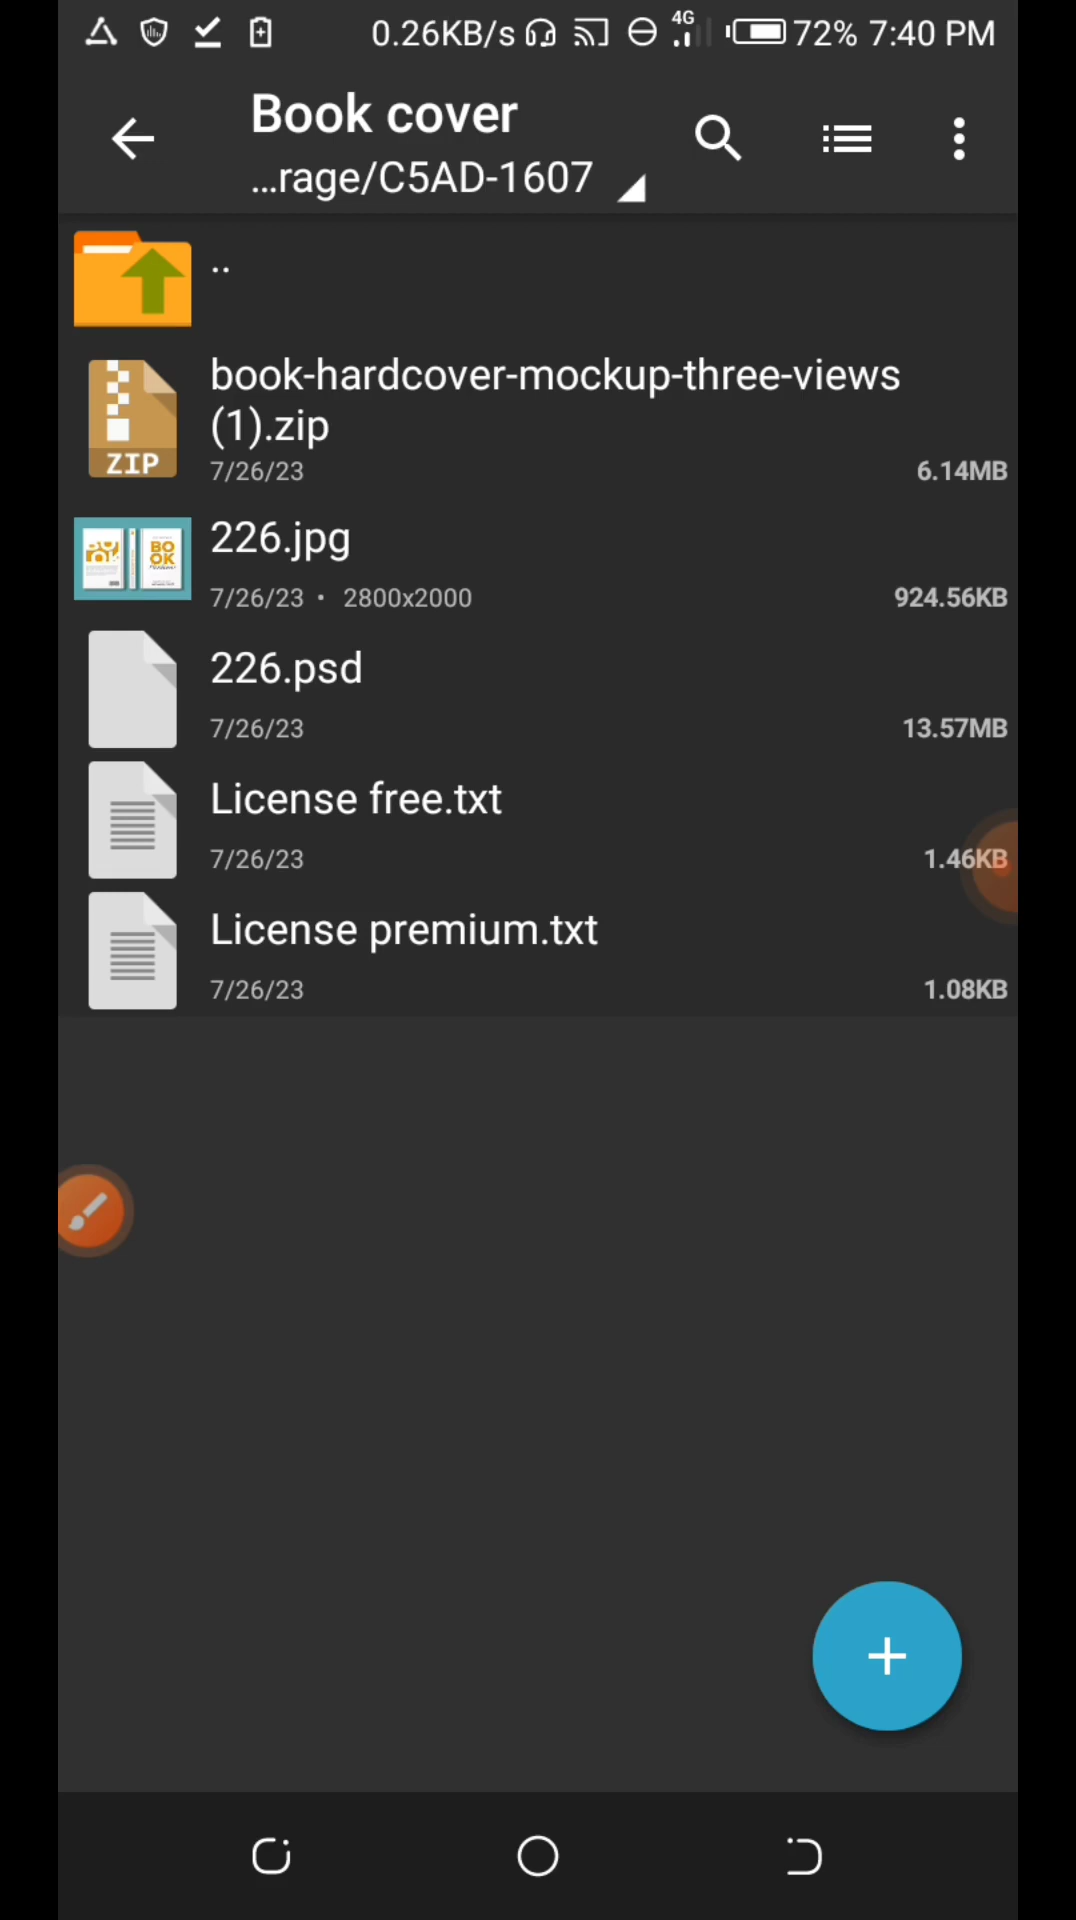 0.26KB/s 4G 72% 7:40 PM
Book cover
...rage/C5AD-1607
..
book-hardcover-mockup-three-views
(1).zip
ZIP
7/26/23 6.14MB
226.jpg
BO
OK
7/26/23 • 2800x2000 924.56KB
226.psd
7/26/23 13.57MB
License free.txt
7/26/23 1.46KB
License premium.txt
7/26/23 1.08KB